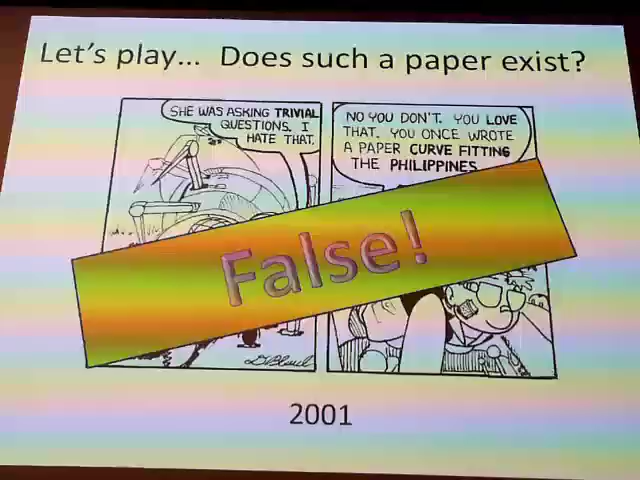 Let's play... Does such a paper exist?
SHE WAS ASKING TRIVIAL
QUESTIONS. I
HATE THAT.
NO YOU DON'T. YOU LOVE
THAT. YOU ONCE WROTE
A PAPER CURVE FITTING
THE PHILIPPINES.
False!
2001